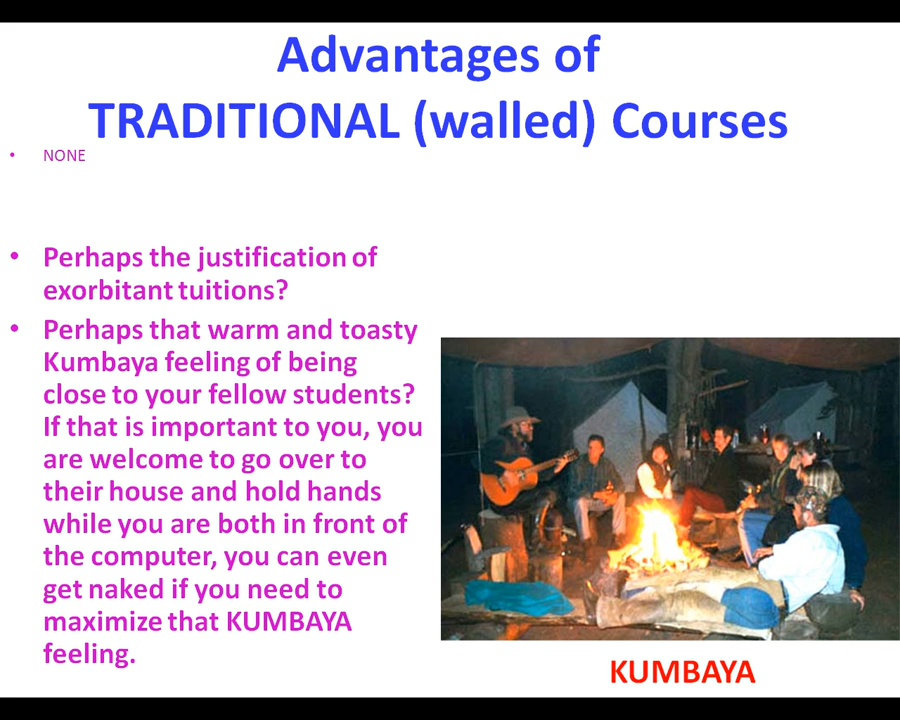 Advantages of
TRADITIONAL (walled) Courses
• NONE
• Perhaps the justification of
exorbitant tuitions?
• Perhaps that warm and toasty
Kumbaya feeling of being
close to your fellow students?
If that is important to you, you
are welcome to go over to
their house and hold hands
while you are both in front of
the computer, you can even
get naked if you need to
maximize that KUMBAYA
feeling.
KUMBAYA